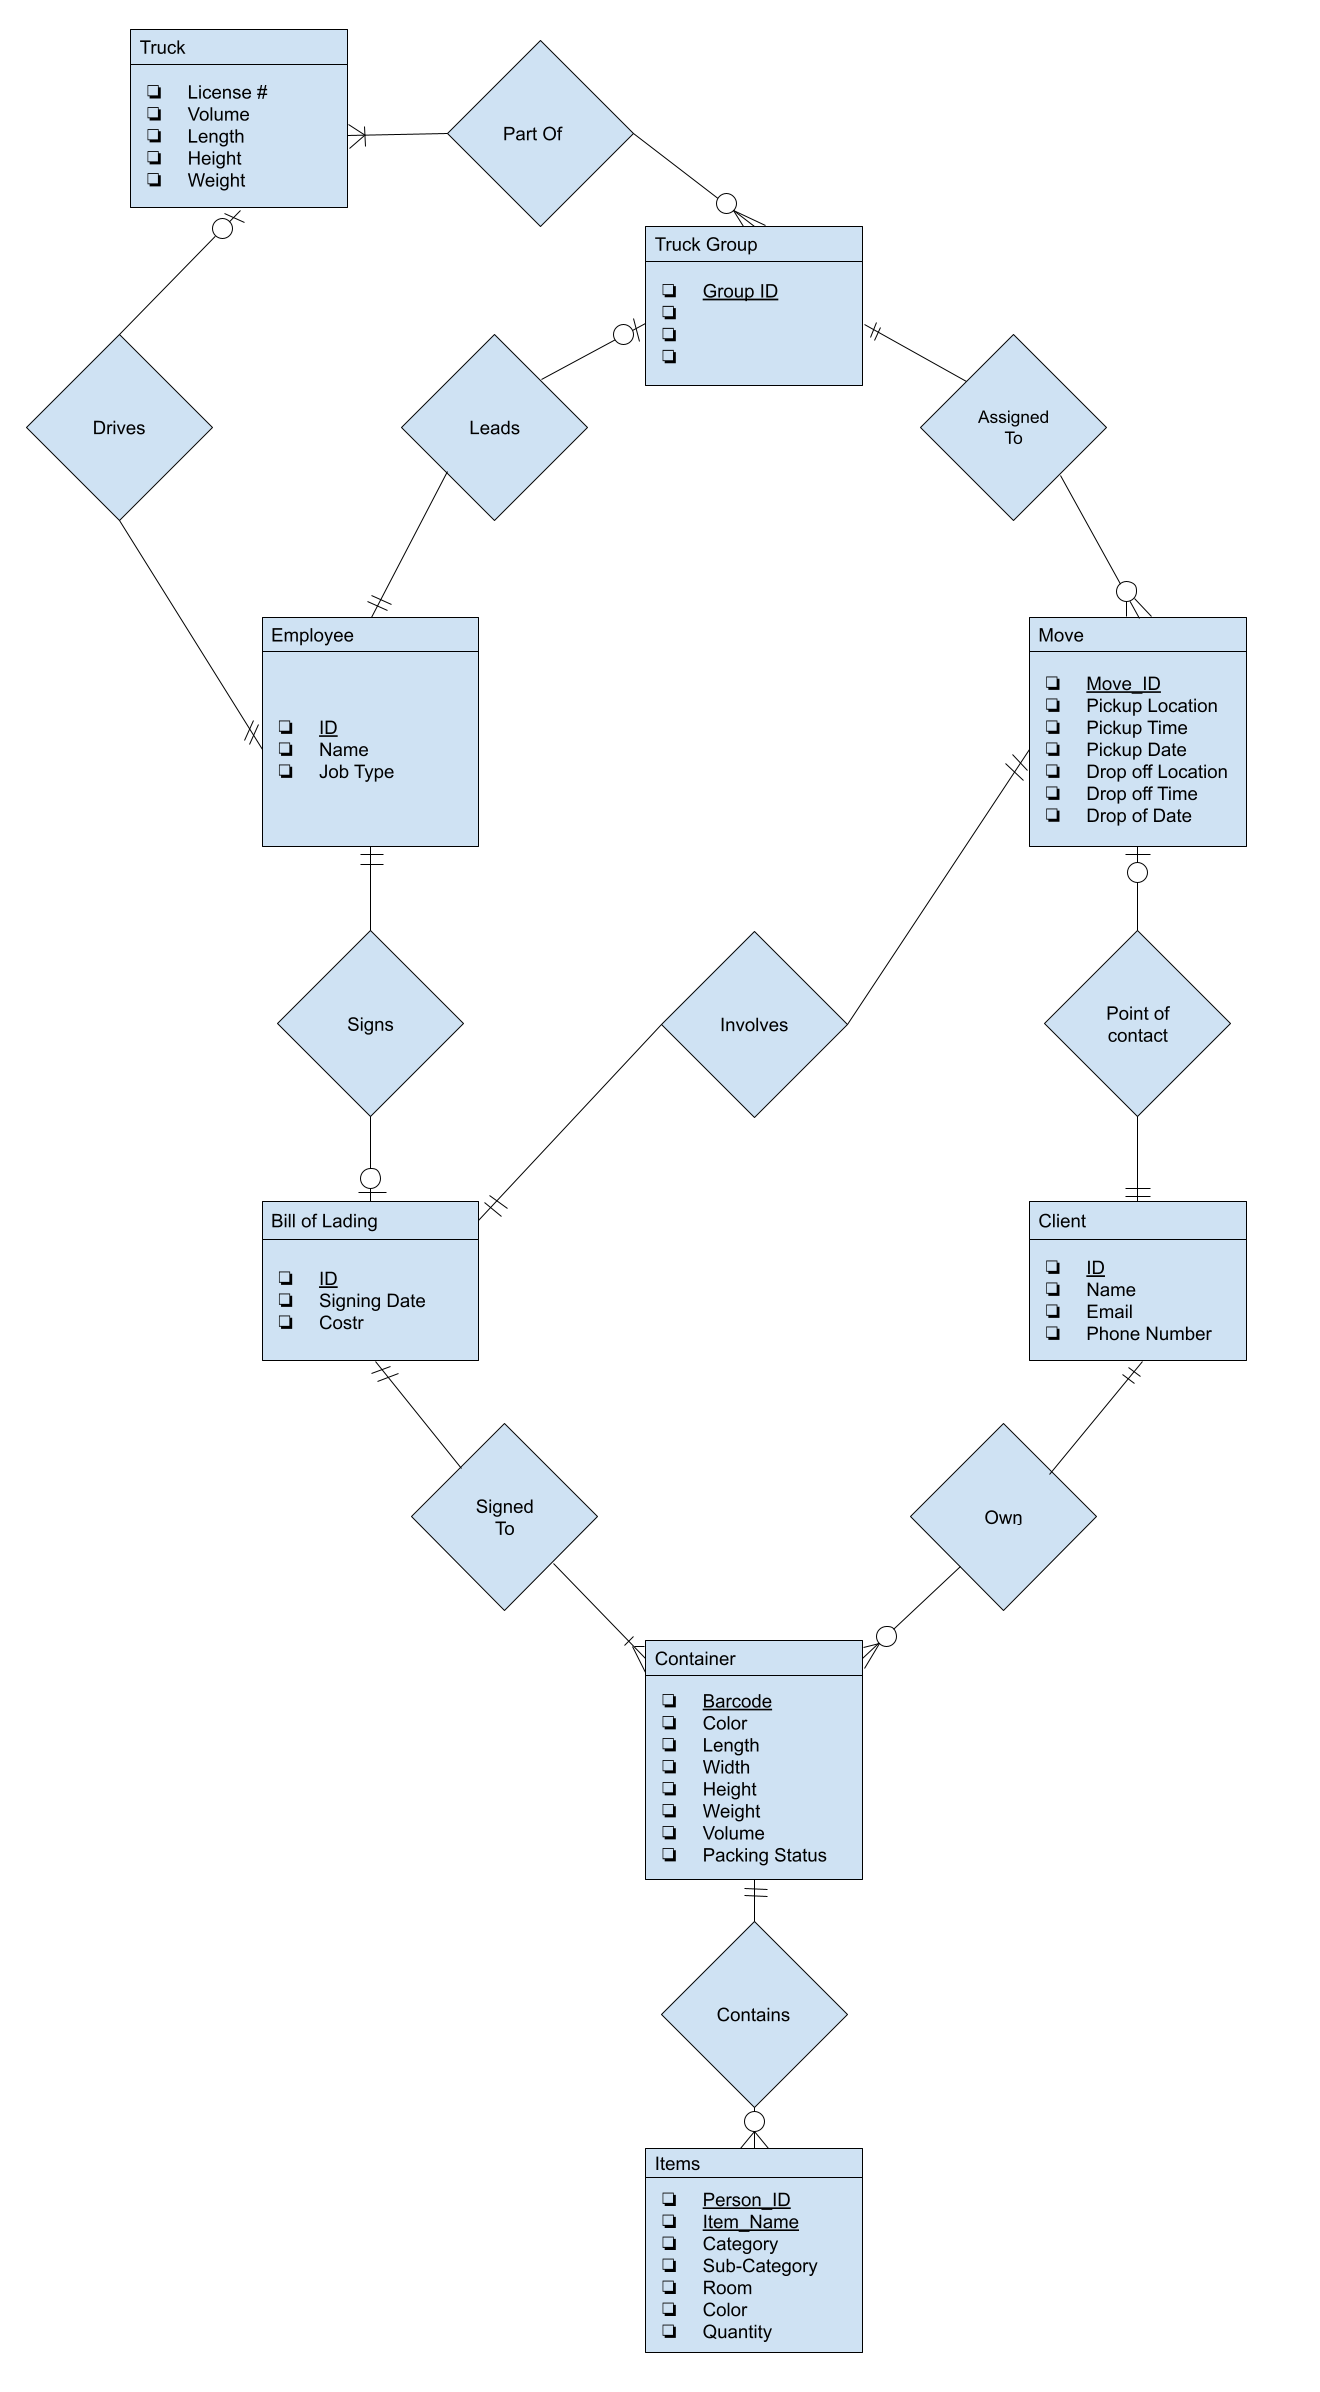 Truck
License #
Volume
Length
Height
Weight
Part Of
Truck Group
Group ID
Drives
Leads
Assigned
To
Employee
ID
Name
Job Type
Move
Move_ID
Pickup Location
Pickup Time
Pickup Date
Drop off Location
Drop off Time
Drop of Date
Signs
Involves
Point of
contact
Bill of Lading
ID
Signing Date
Costr
Client
ID
Name
Email
Phone Number
Signed
To
Own
Container
Barcode
Color
Length
Width
Height
Weight
Volume
Packing Status
Contains
Items
Person_ID
Item_Name
Category
Sub-Category
Room
Color
Quantity